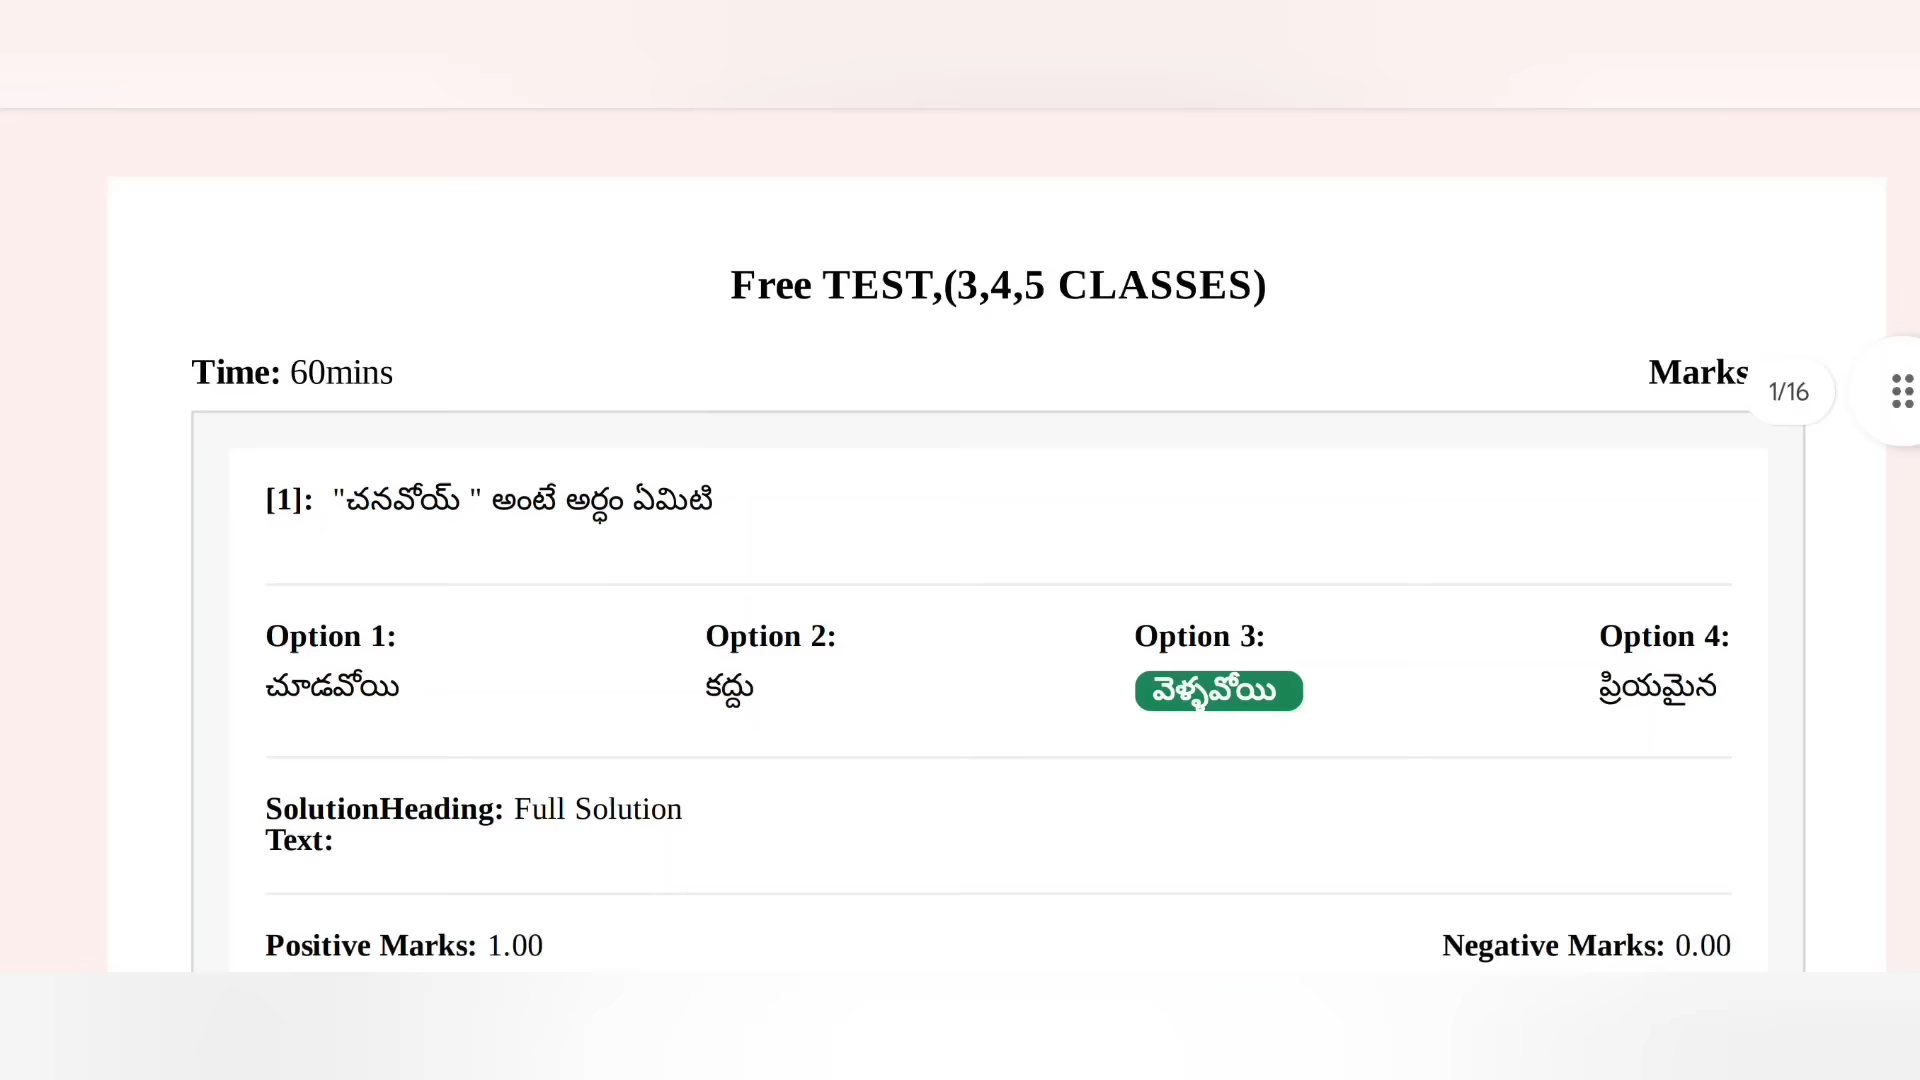 Free TEST,(3,4,5 CLASSES)
Time: 60mins
Marks
1/16
[1]: "చనవోయ్ " అంటే అర్ధం ఏమిటి
Option 1: Option 2: Option 3: Option 4:
చూడవోయి కద్దు వెళ్ళవోయి ప్రియమైన
SolutionHeading: Full Solution
Text:
Positive Marks: 1.00 Negative Marks: 0.00